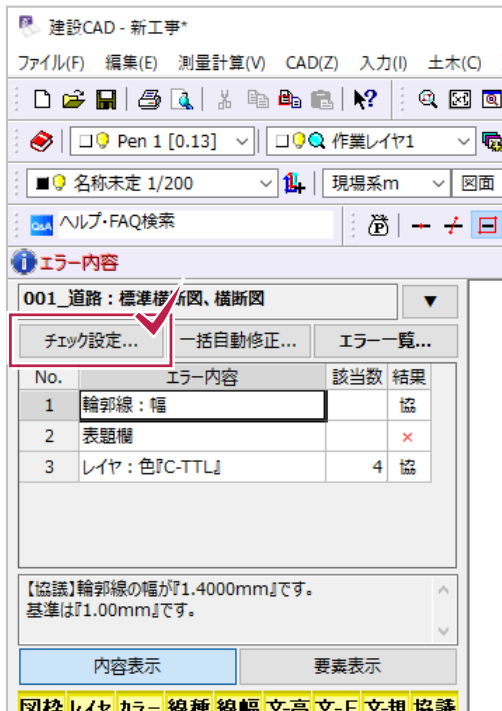 建設CAD - 新工事*
ファイル(F) 編集(E) 測量計算(V) CAD(Z) 入力(I) 土木(C)
Pen 1 [0.13] 作業レイヤ1
名称未定 1/200 現場系m 図面
Q&A ヘルプ・FAQ検索 P
エラー内容
001_道路：標準横断図、横断図 ▼
チェック設定... 一括自動修正... エラー一覧...
No. エラー内容 該当数 結果
1 輪郭線：幅 協
2 表題欄 ×
3 レイヤ：色『C-TTL』 4 協
【協議】輪郭線の幅が『1.4000mm』です。
基準は『1.00mm』です。
内容表示 要素表示
図枠 レイヤ カラー 線種 線幅 文-高 文-F 文-規 協議